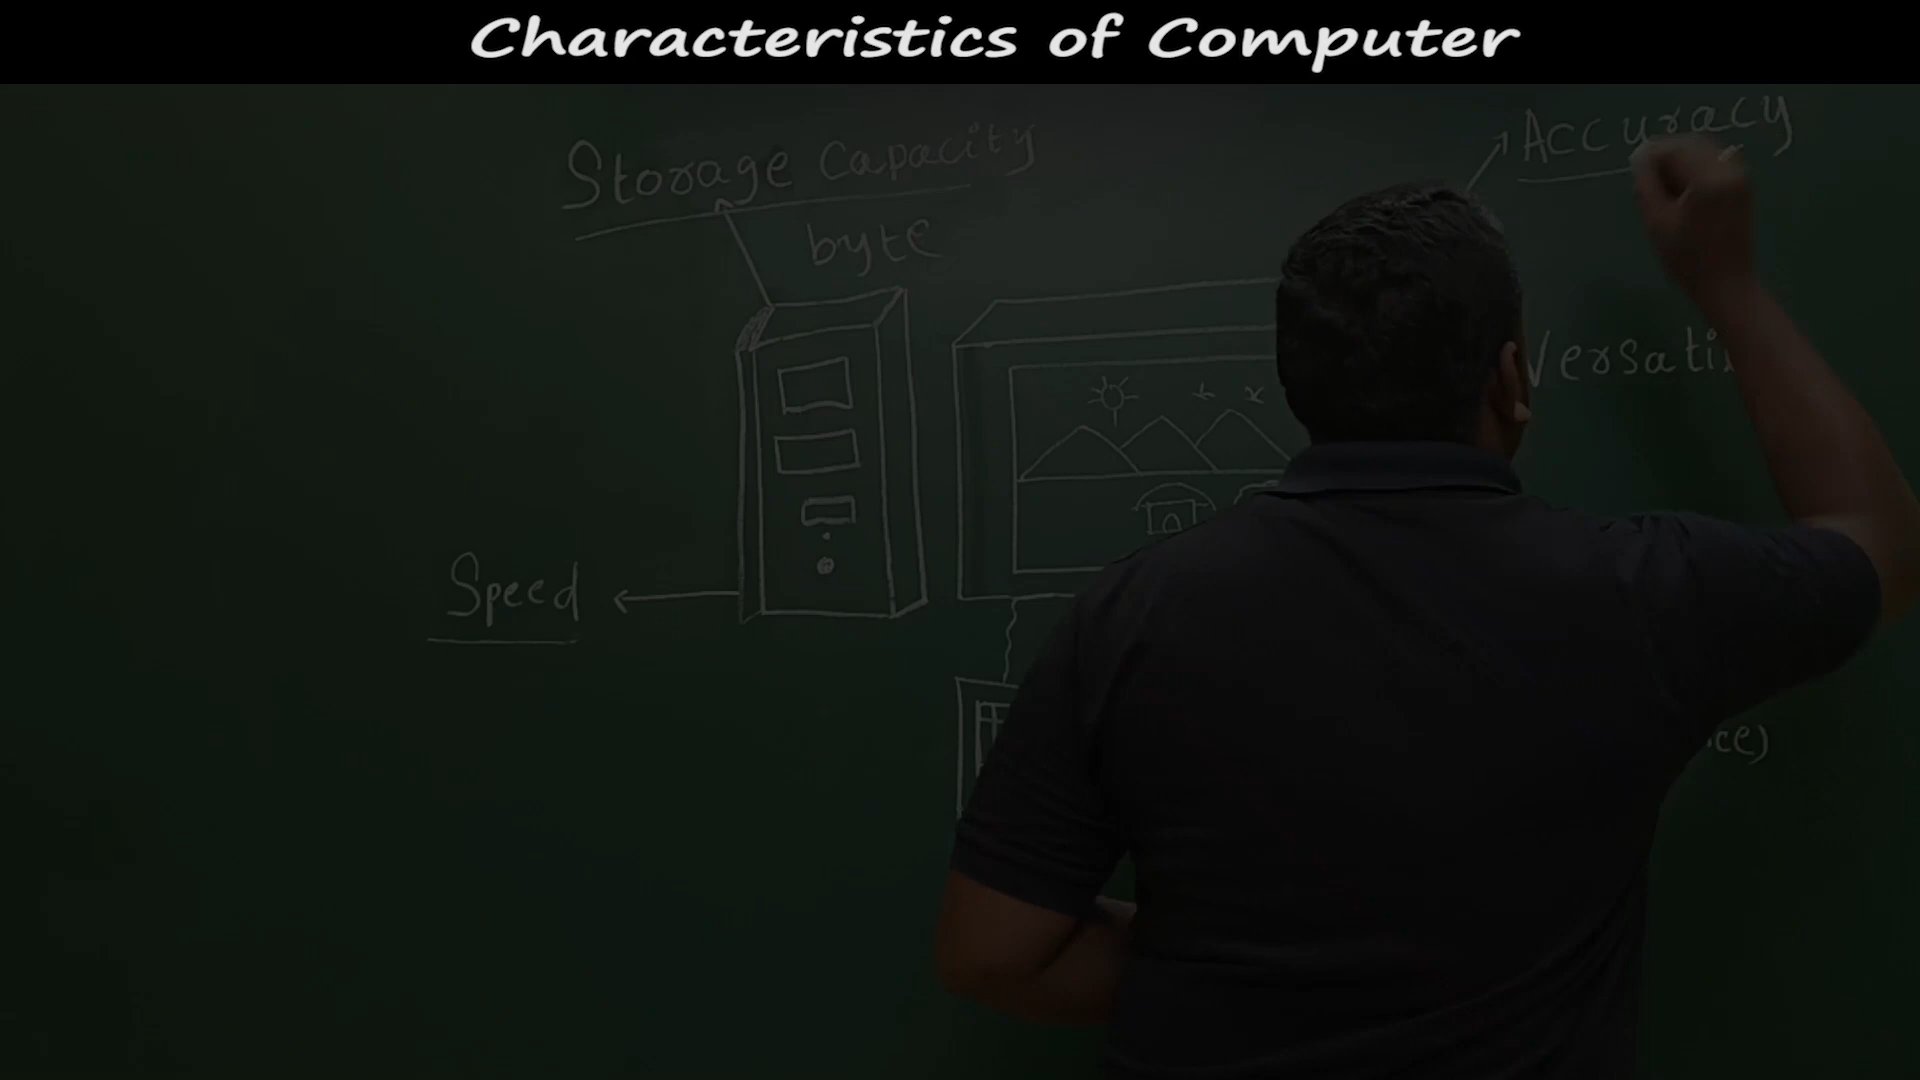 Characteristics of Computer
Storage Capacity
byte
Accuracy
Speed